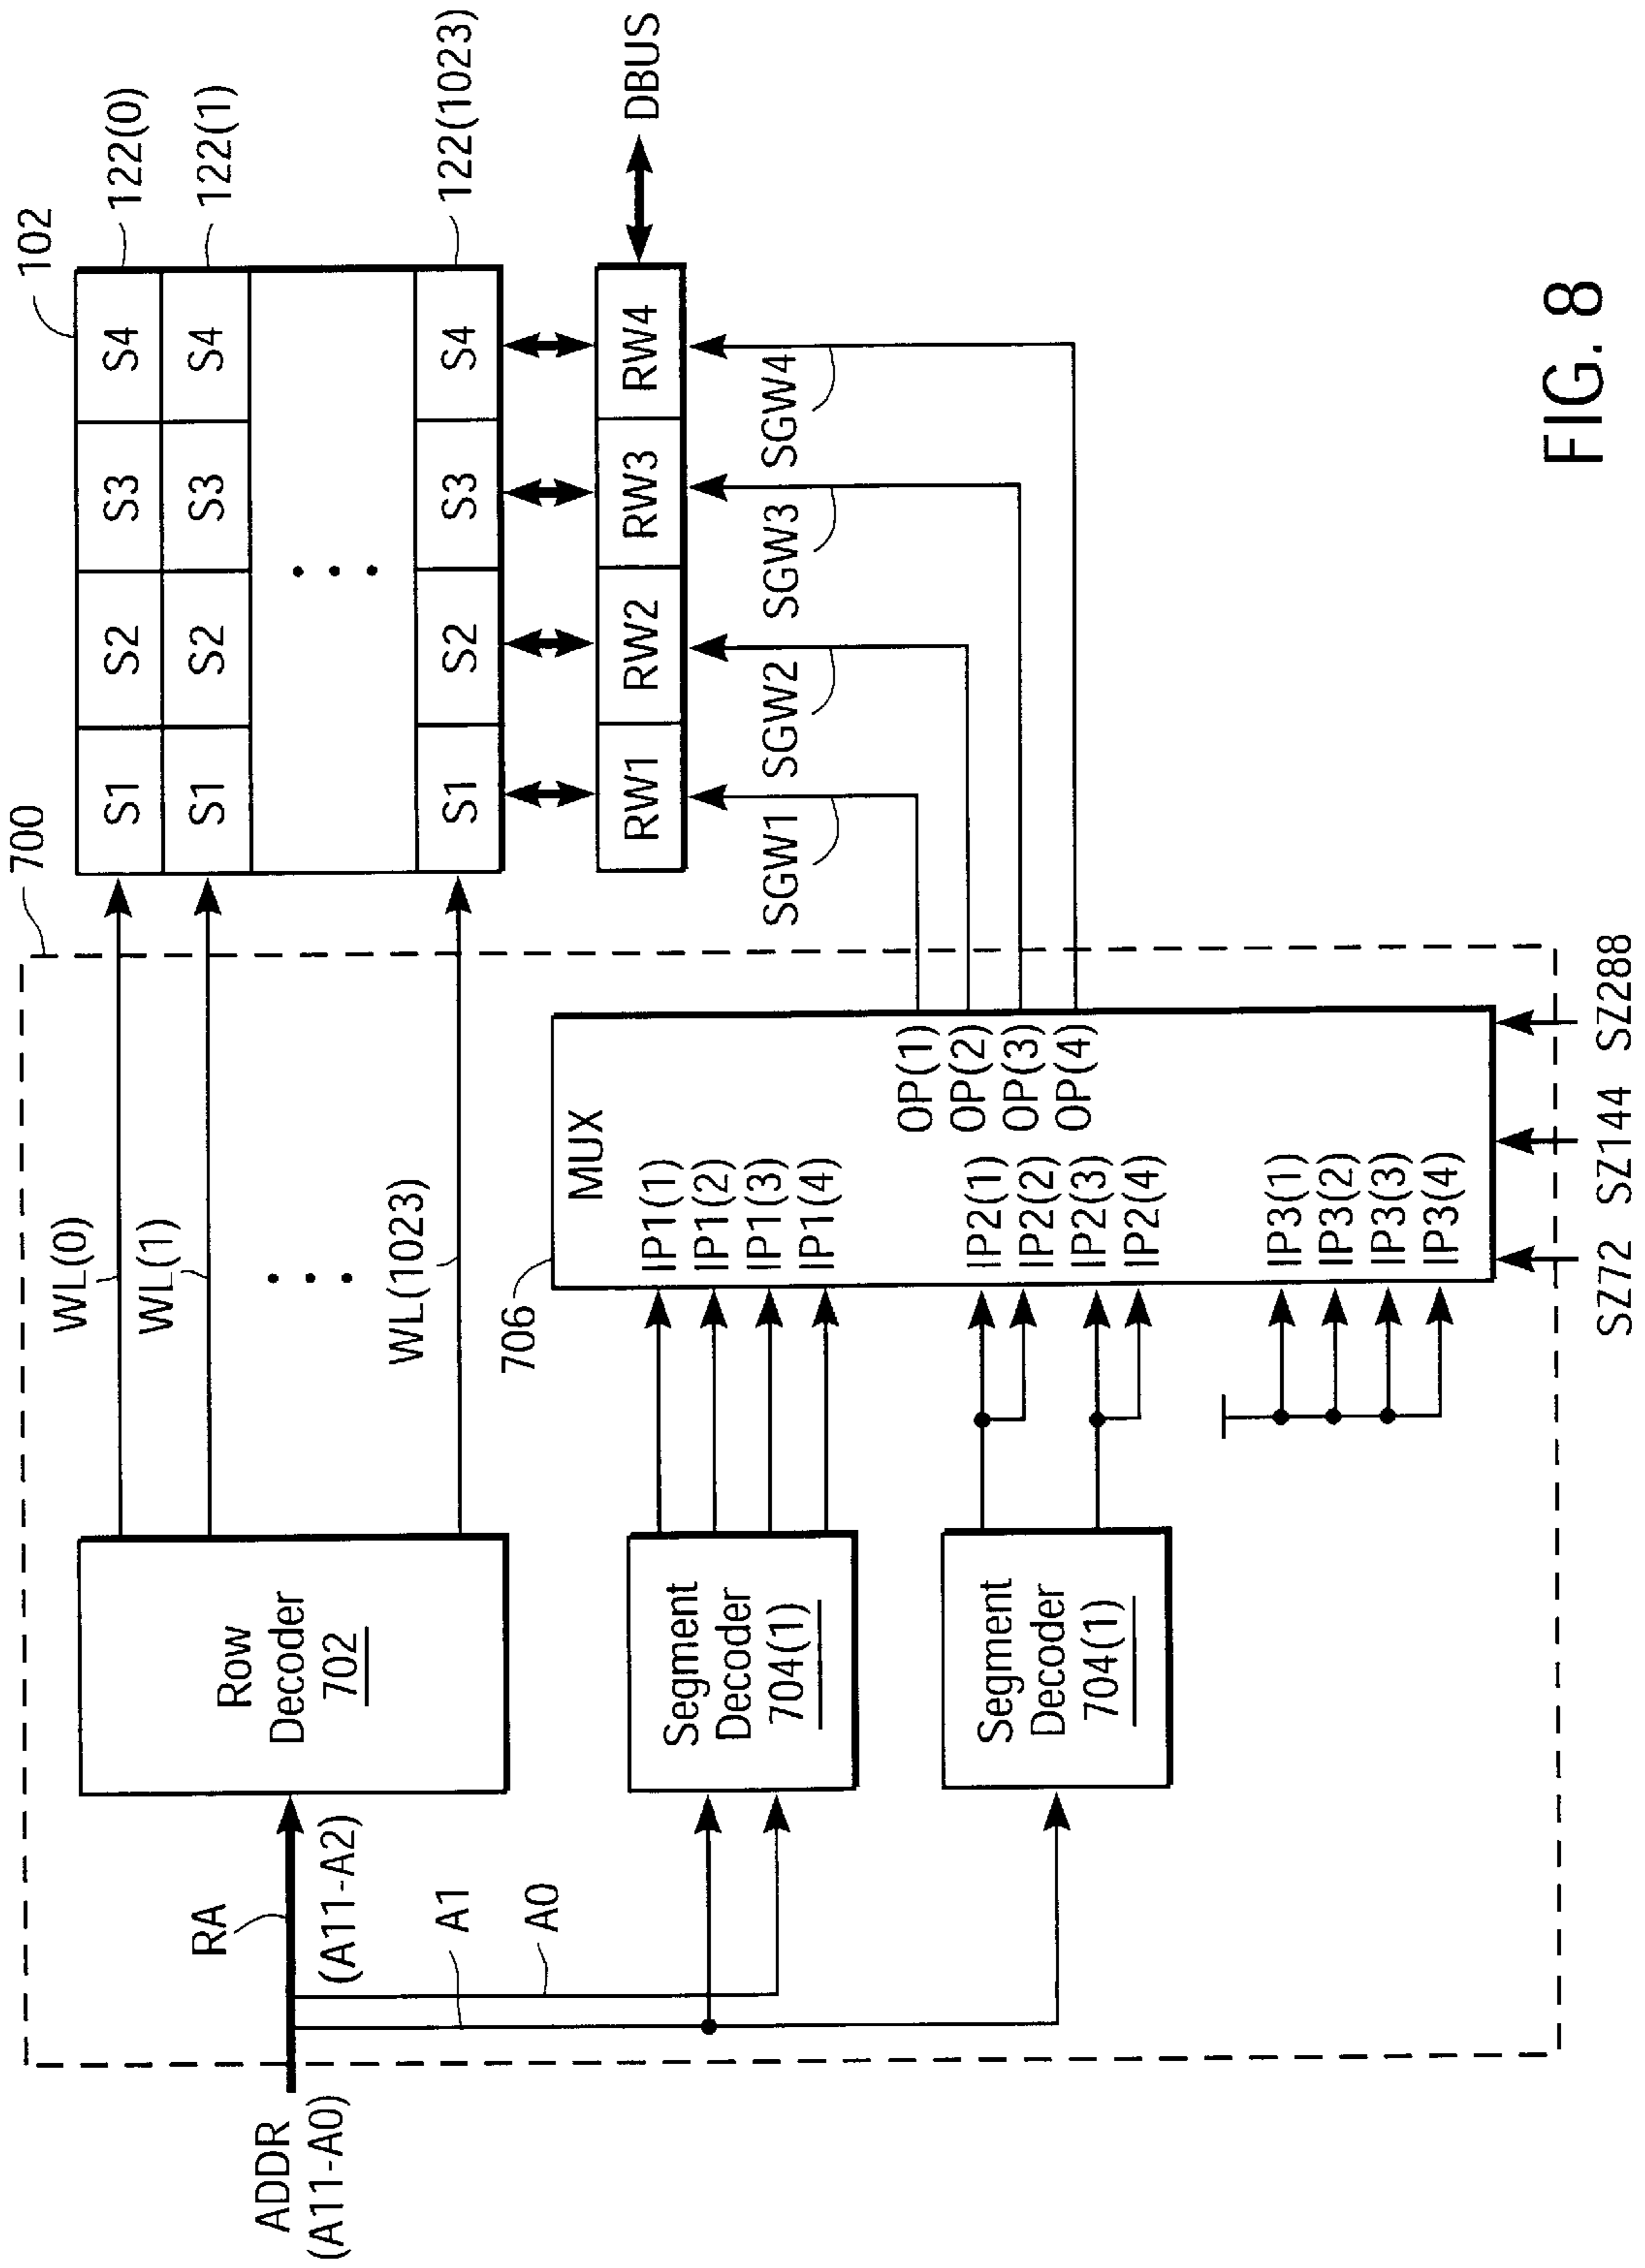 700
102
ADDR
(A11-A0)
RA
(A11-A2)
A1
A0
Row
Decoder
702
WL(0)
WL(1)
WL(1023)
S1 S2 S3 S4
122(0)
S1 S2 S3 S4
122(1)
S1 S2 S3 S4
122(1023)
RW1 RW2 RW3 RW4
DBUS
SGW1 SGW2 SGW3 SGW4
Segment
Decoder
704(1)
Segment
Decoder
704(1)
706
MUX
IP1(1)
IP1(2)
IP1(3)
IP1(4)
IP2(1)
IP2(2)
IP2(3)
IP2(4)
IP3(1)
IP3(2)
IP3(3)
IP3(4)
OP(1)
OP(2)
OP(3)
OP(4)
SZ72 SZ144 SZ288
FIG. 8